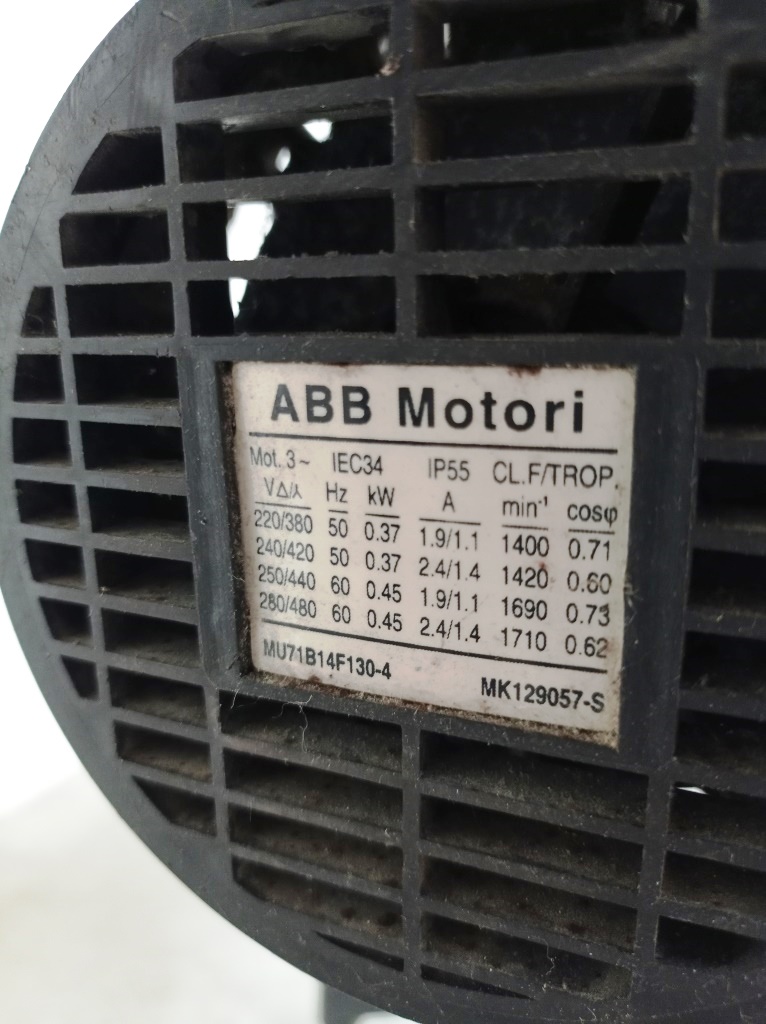 ABB Motori
Mot. 3~ IEC34 IP55 CL.F/TROP.
V∆/⅄ Hz kW A min⁻¹ cosφ
220/380 50 0.37 1.9/1.1 1400 0.71
240/420 50 0.37 2.4/1.4 1420 0.60
250/440 60 0.45 1.9/1.1 1690 0.73
280/480 60 0.45 2.4/1.4 1710 0.62
MU71B14F130-4 MK129057-S